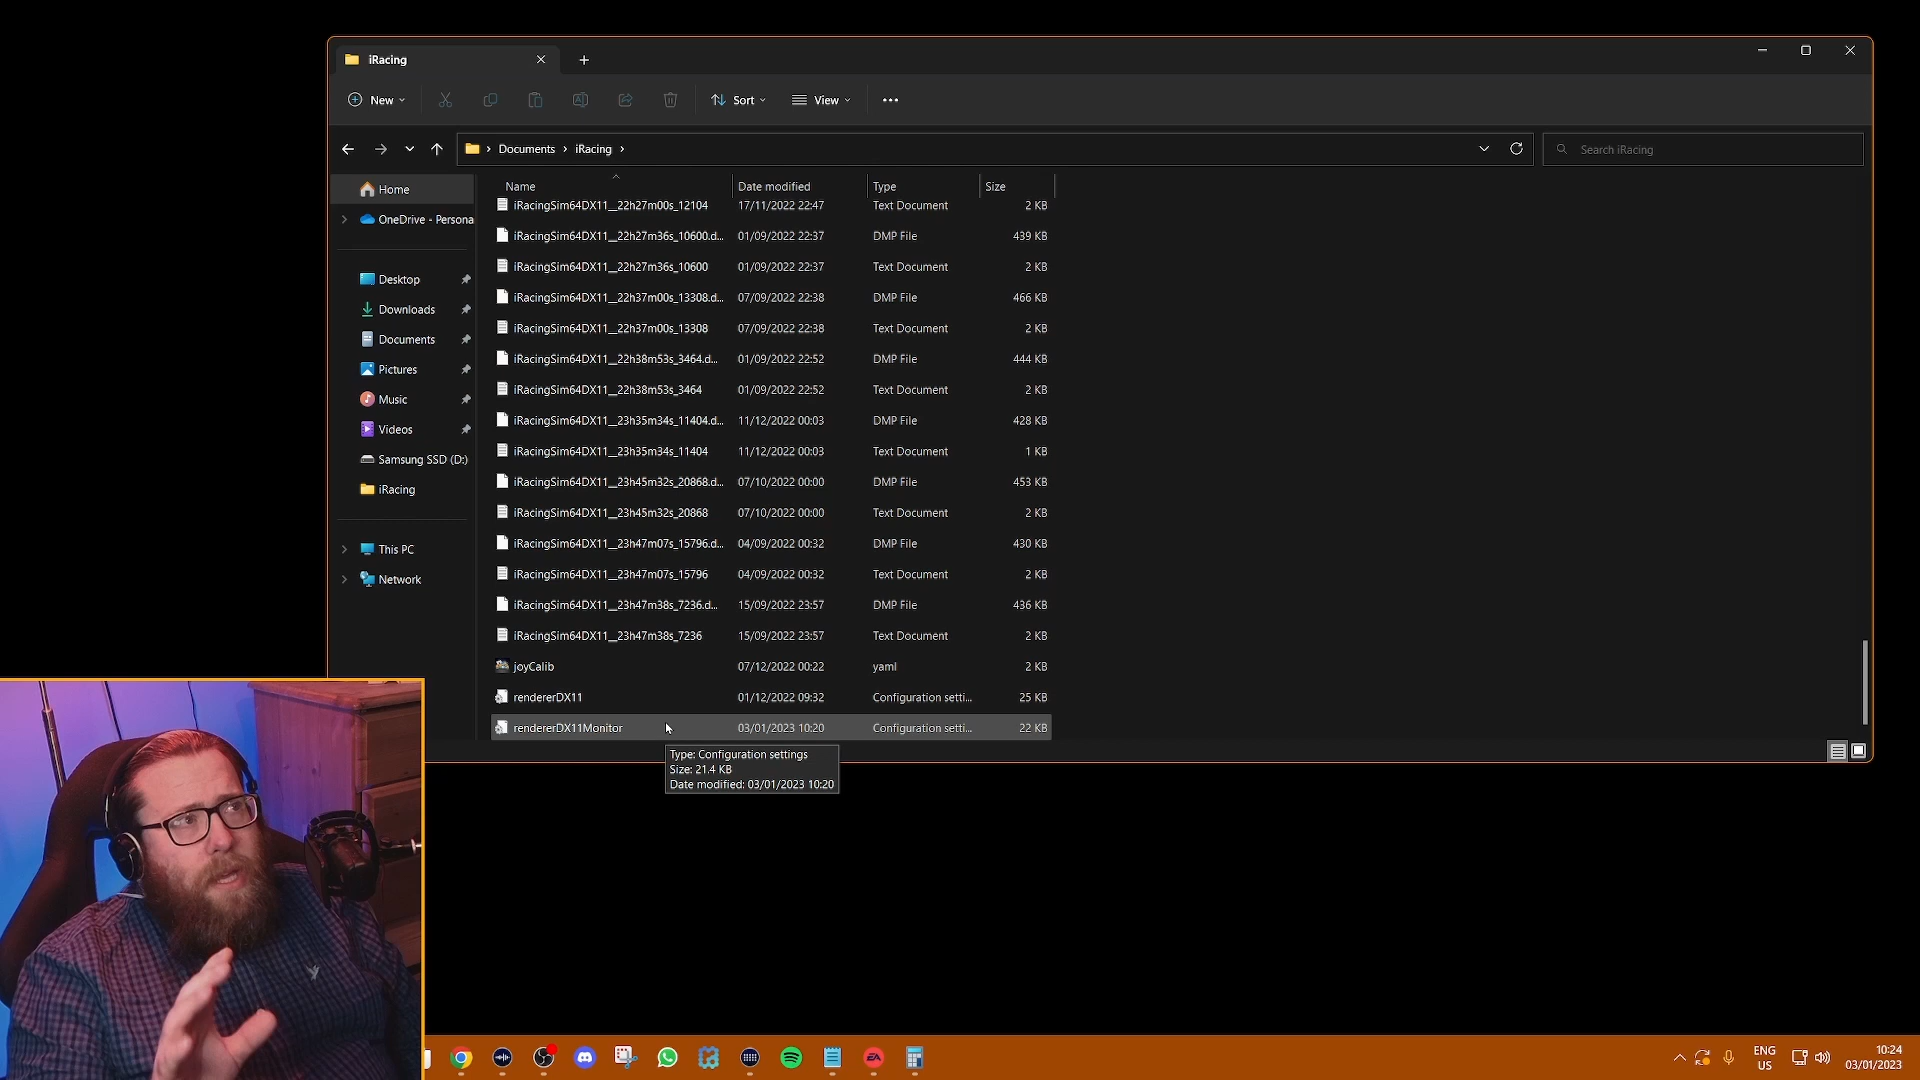 iRacing
New
Sort
View
Documents
iRacing
Search iRacing
Name
Date modified
Type
Size
Home
OneDrive - Persona
Desktop
Downloads
Documents
Pictures
Music
Videos
Samsung SSD (D:)
iRacing
This PC
Network
iRacingSim64DX11__22h27m00s_12104 17/11/2022 22:47 Text Document 2 KB
iRacingSim64DX11__22h27m36s_10600.d... 01/09/2022 22:37 DMP File 439 KB
iRacingSim64DX11__22h27m36s_10600 01/09/2022 22:37 Text Document 2 KB
iRacingSim64DX11__22h37m00s_13308.d... 07/09/2022 22:38 DMP File 466 KB
iRacingSim64DX11__22h37m00s_13308 07/09/2022 22:38 Text Document 2 KB
iRacingSim64DX11__22h38m53s_3464.d... 01/09/2022 22:52 DMP File 444 KB
iRacingSim64DX11__22h38m53s_3464 01/09/2022 22:52 Text Document 2 KB
iRacingSim64DX11__23h35m34s_11404.d... 11/12/2022 00:03 DMP File 428 KB
iRacingSim64DX11__23h35m34s_11404 11/12/2022 00:03 Text Document 1 KB
iRacingSim64DX11__23h45m32s_20868.d... 07/10/2022 00:00 DMP File 453 KB
iRacingSim64DX11__23h45m32s_20868 07/10/2022 00:00 Text Document 2 KB
iRacingSim64DX11__23h47m07s_15796.d... 04/09/2022 00:32 DMP File 430 KB
iRacingSim64DX11__23h47m07s_15796 04/09/2022 00:32 Text Document 2 KB
iRacingSim64DX11__23h47m38s_7236.d... 15/09/2022 23:57 DMP File 436 KB
iRacingSim64DX11__23h47m38s_7236 15/09/2022 23:57 Text Document 2 KB
joyCalib 07/12/2022 00:22 yaml 2 KB
rendererDX11 01/12/2022 09:32 Configuration setti... 25 KB
rendererDX11Monitor 03/01/2023 10:20 Configuration setti... 22 KB
Type: Configuration settings
Size: 21.4 KB
Date modified: 03/01/2023 10:20
EA
ENG
US
10:24
03/01/2023